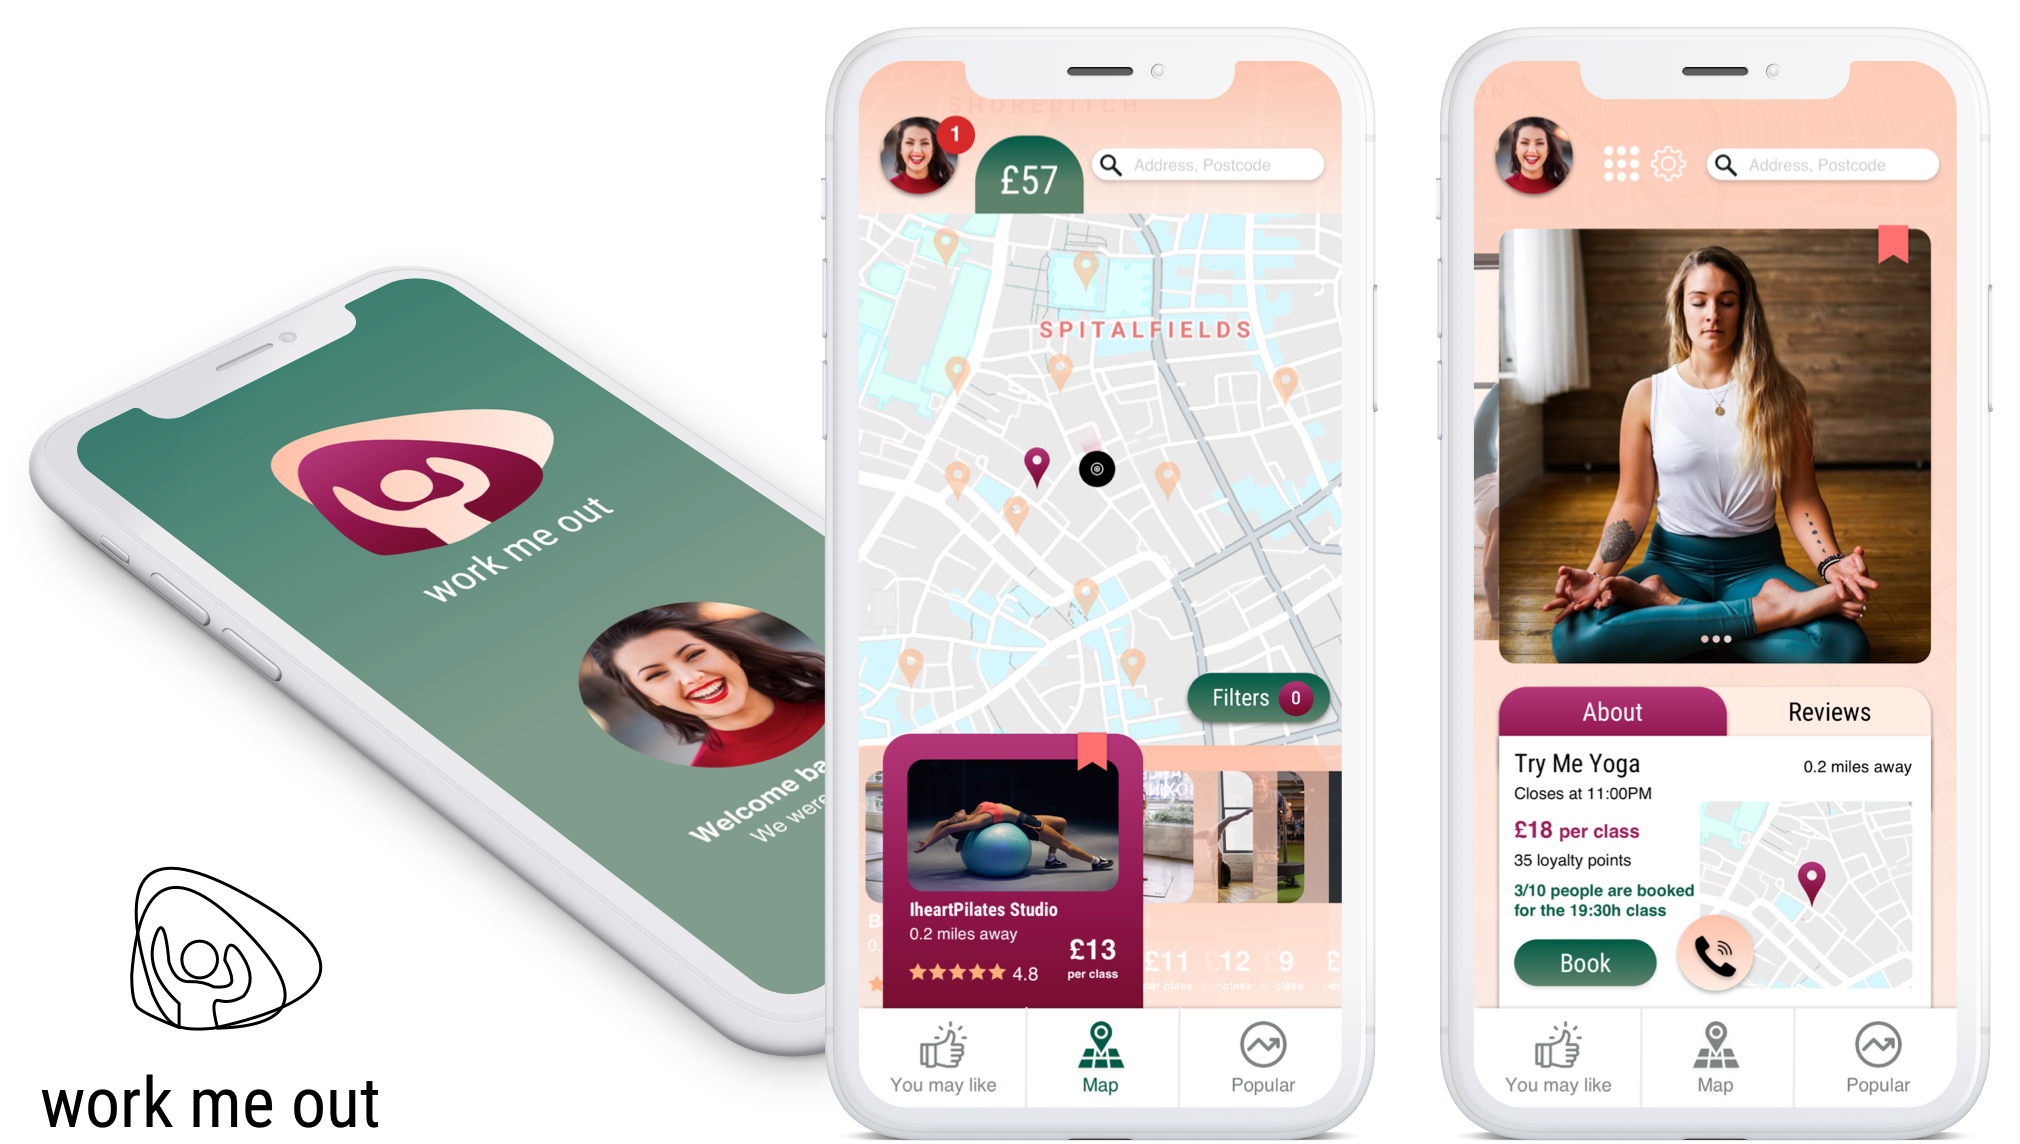 work me out
Welcome ba
We were
work me out
SHOREDITCH
1
£57
Address, Postcode
SPITALFIELDS
Filters 0
IheartPilates Studio
0.2 miles away
4.8
£13
per class
£11
per class
£12
per class
£9
class
£
You may like
Map
Popular
Address, Postcode
About
Reviews
Try Me Yoga
0.2 miles away
Closes at 11:00PM
£18 per class
35 loyalty points
3/10 people are booked
for the 19:30h class
Book
You may like
Map
Popular